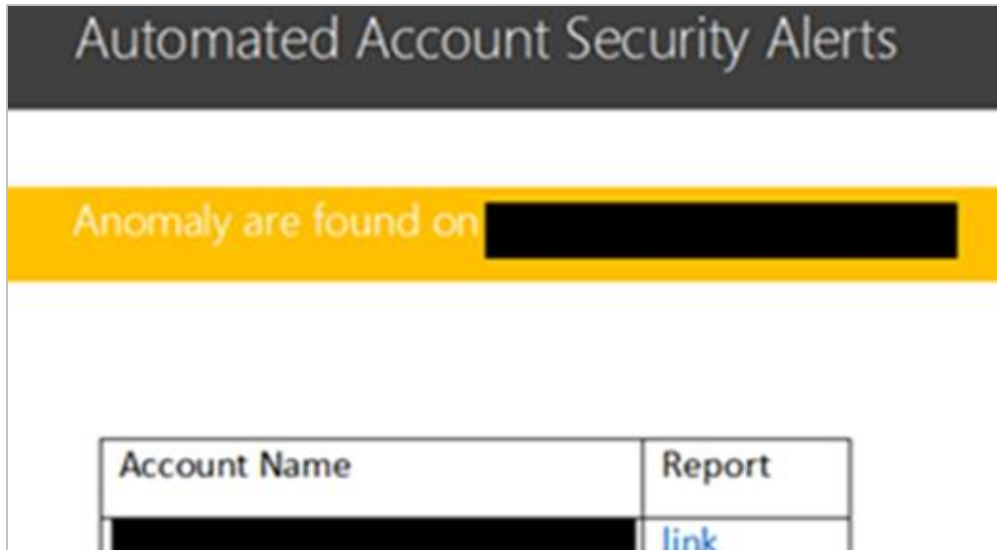 Automated Account Security Alerts
Anomaly are found on
Account Name Report
link